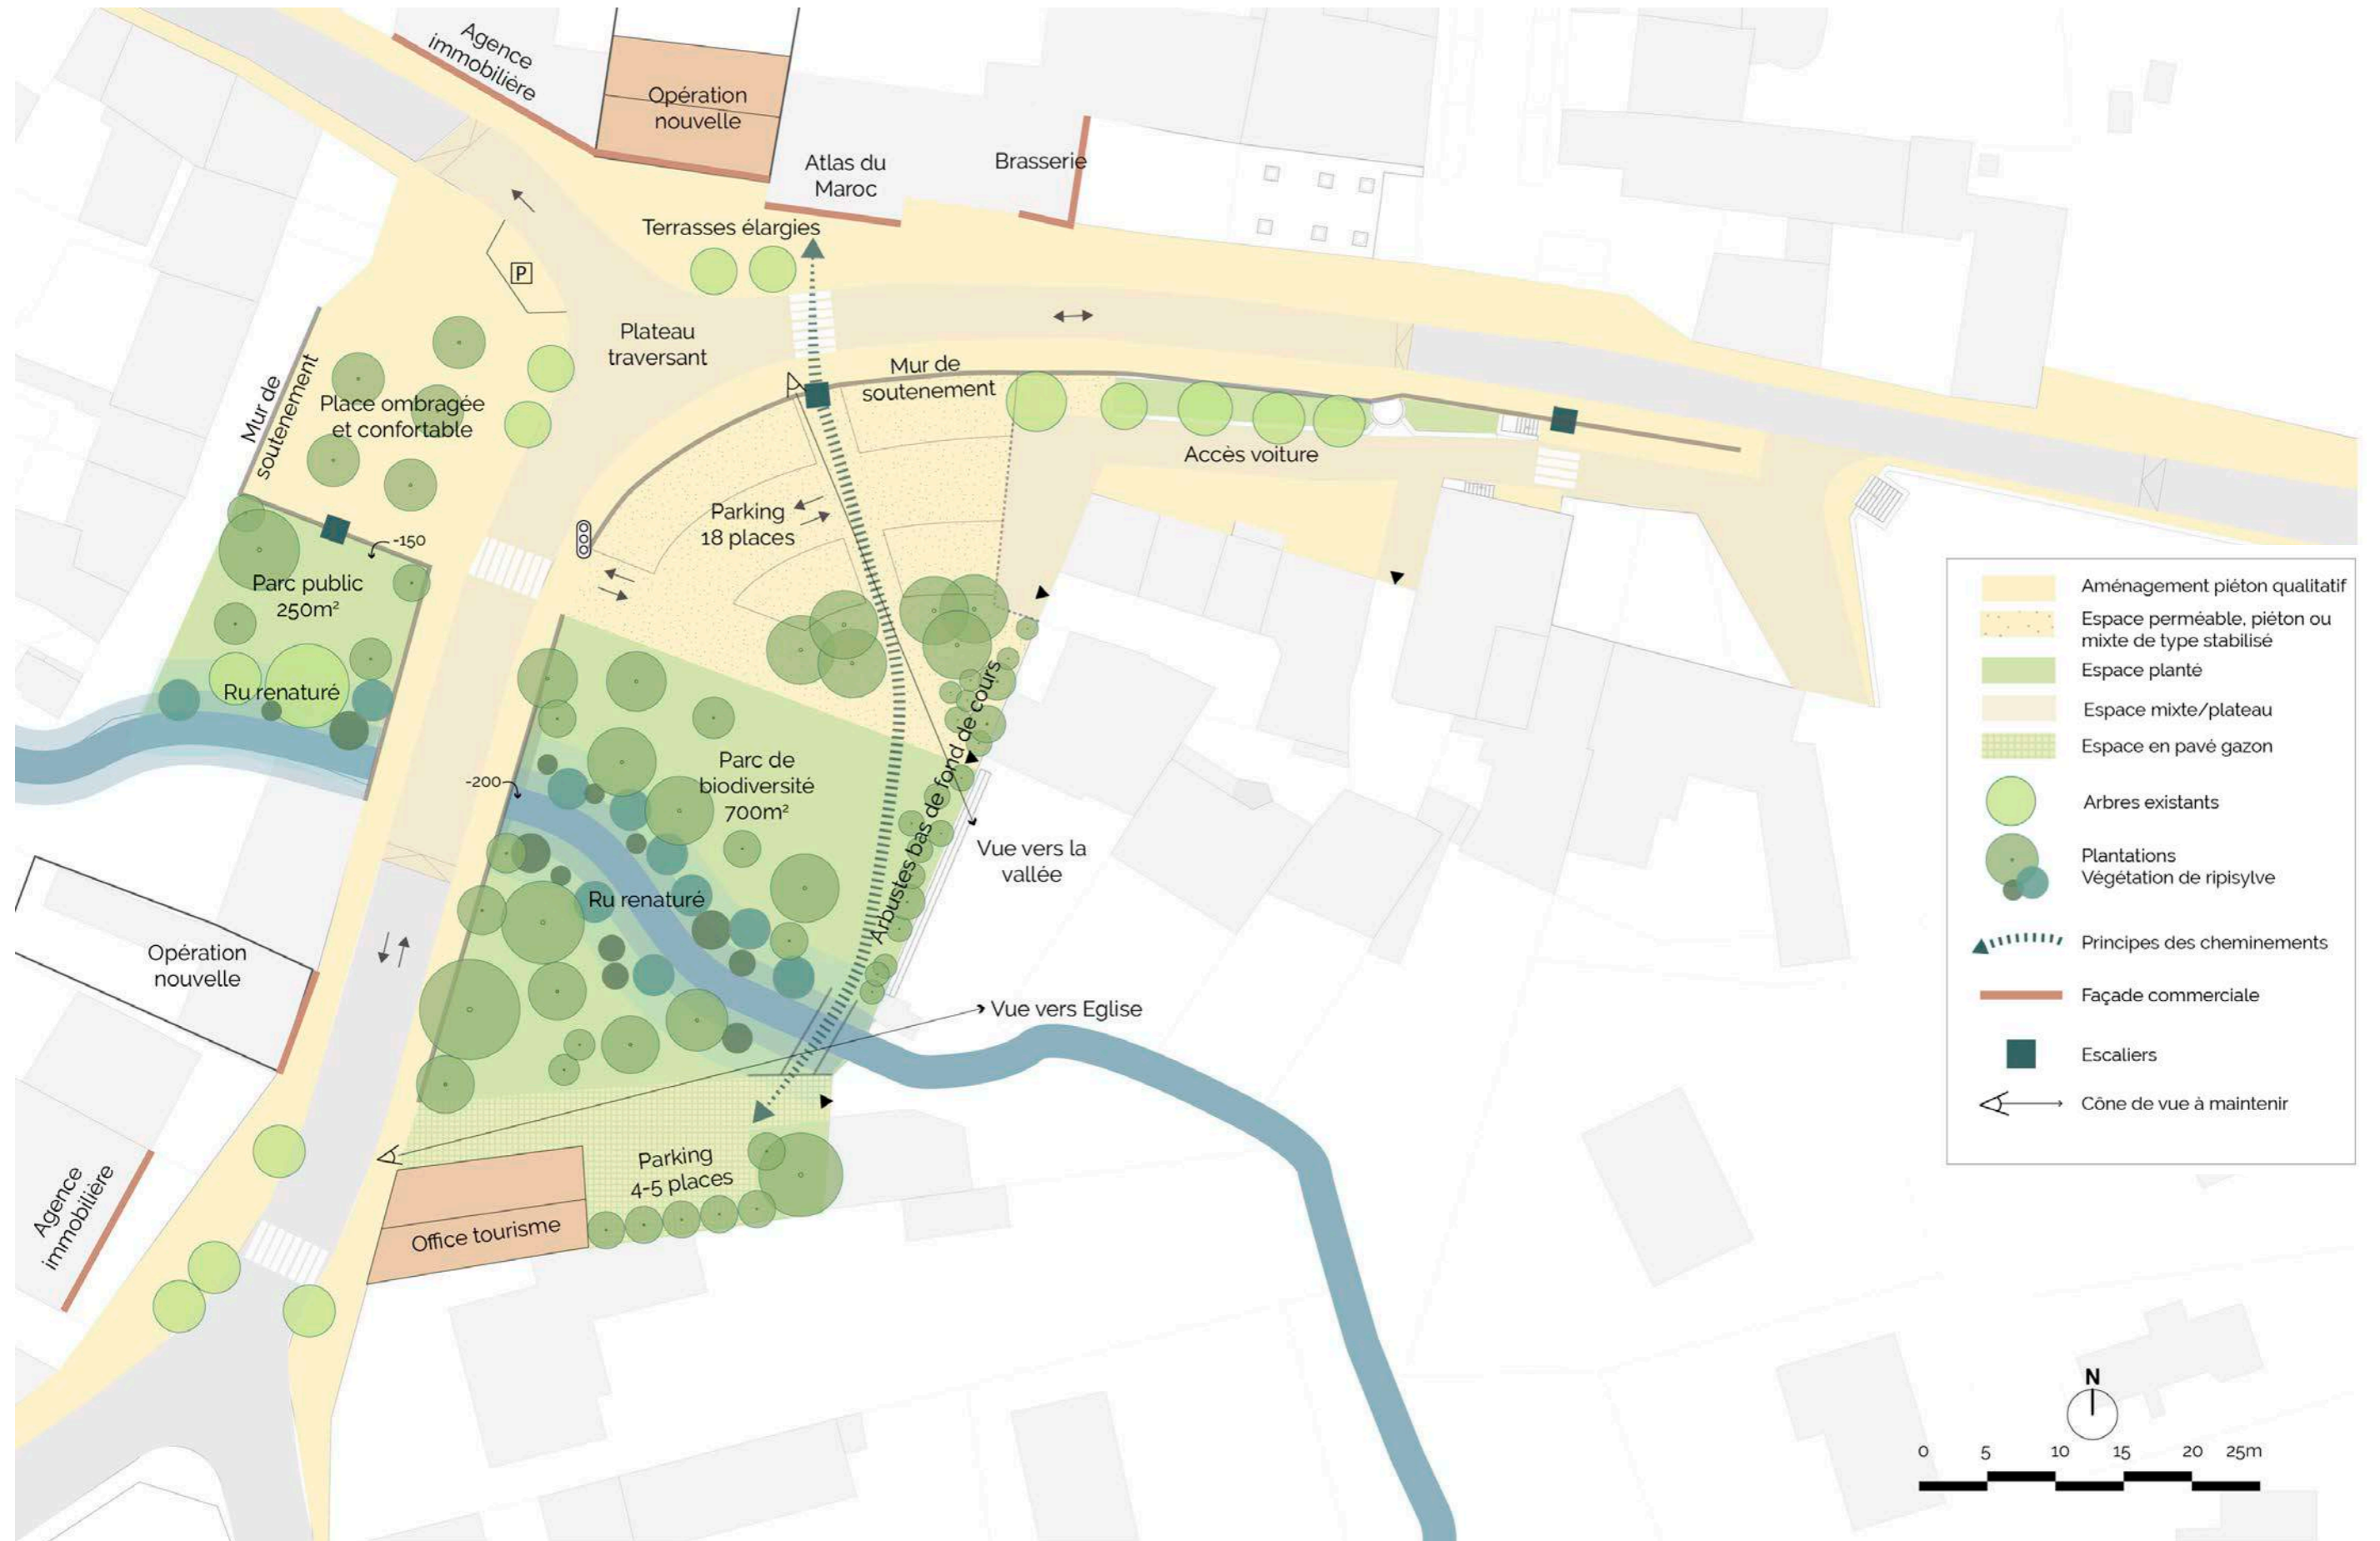 Agence
immobilière
Opération
nouvelle
Atlas du
Maroc
Brasserie
Terrasses élargies
P
Plateau
traversant
Mur de
soutenement
Mur de
soutenement
Place ombragée
et confortable
Accès voiture
Parking
18 places
-150
Parc public
250m²
Ru renaturé
Parc de
biodiversité
700m²
-200
Arbustes bas de fond de cours
Vue vers la
vallée
Ru renaturé
Opération
nouvelle
Vue vers Eglise
Parking
4-5 places
Office tourisme
Agence
immobilière
Aménagement piéton qualitatif
Espace perméable, piéton ou
mixte de type stabilisé
Espace planté
Espace mixte/plateau
Espace en pavé gazon
Arbres existants
Plantations
Végétation de ripisylve
Principes des cheminements
Façade commerciale
Escaliers
Cône de vue à maintenir
N
0 5 10 15 20 25m